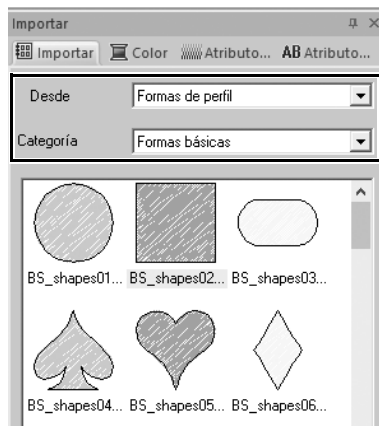 Importar
Importar Color Atributo... AB Atributo...
Desde Formas de perfil
Categoría Formas básicas
BS_shapes01... BS_shapes02... BS_shapes03...
BS_shapes04... BS_shapes05... BS_shapes06...